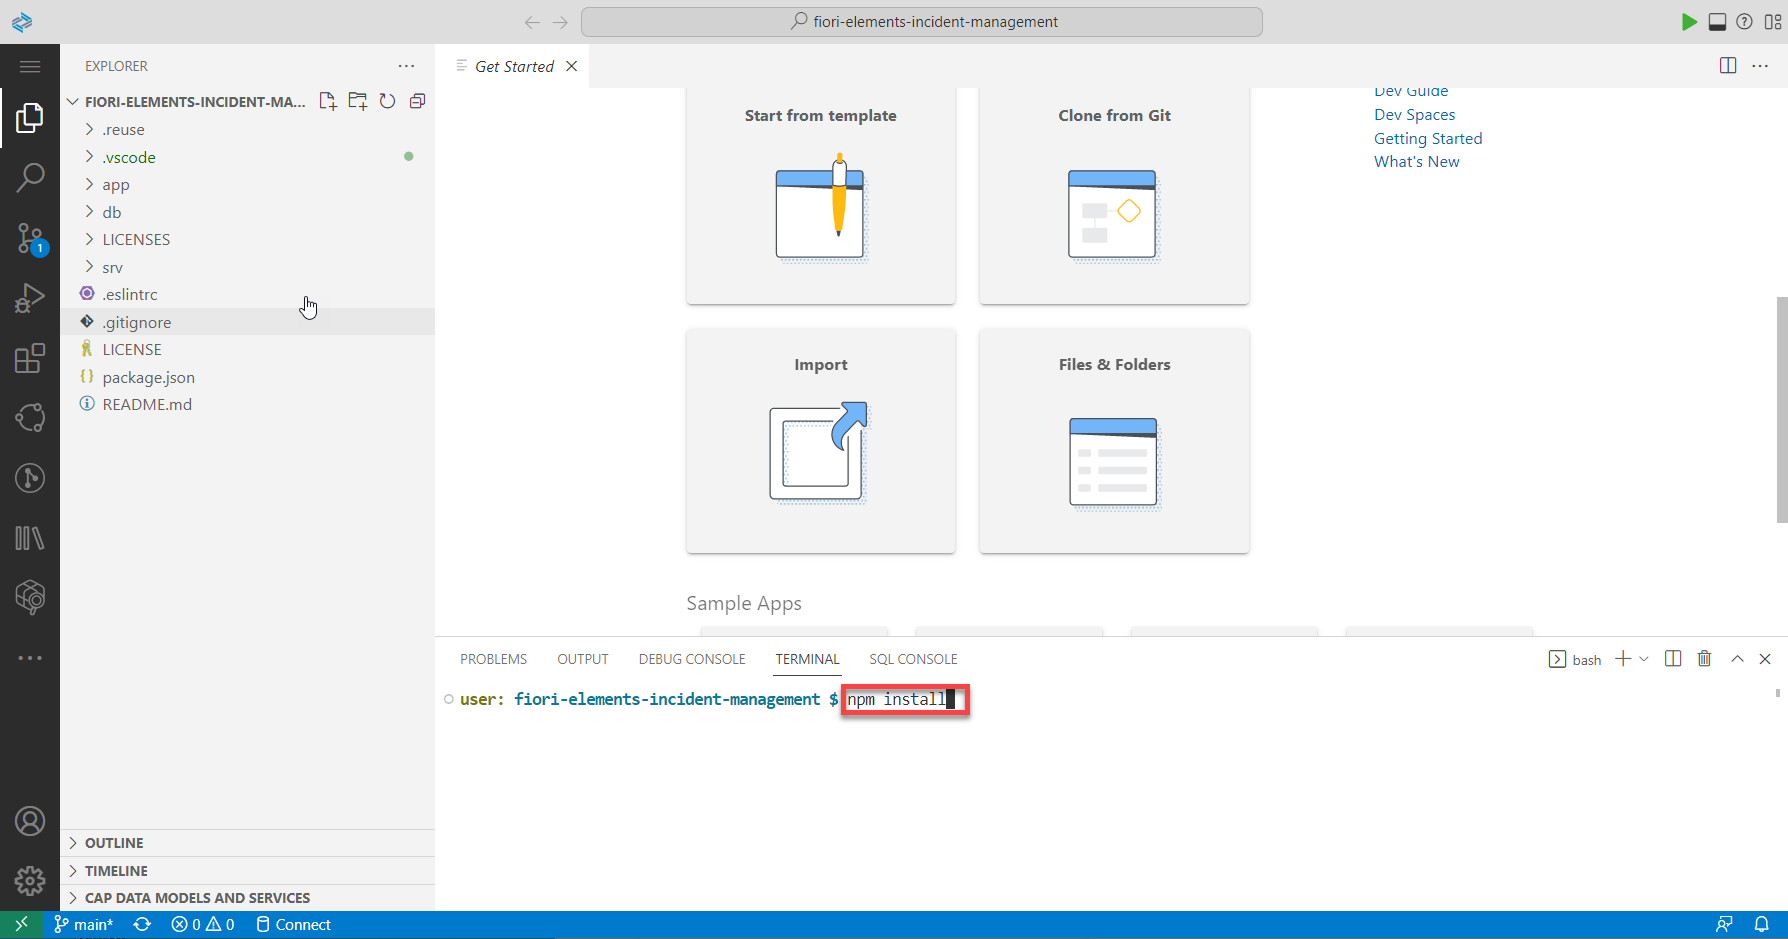 fiori-elements-incident-management
EXPLORER
FIORI-ELEMENTS-INCIDENT-MA...
.reuse
.vscode
app
db
LICENSES
srv
.eslintrc
.gitignore
LICENSE
package.json
README.md
OUTLINE
TIMELINE
CAP DATA MODELS AND SERVICES
1
Get Started
Start from template
Clone from Git
Dev Guide
Dev Spaces
Getting Started
What's New
Import
Files & Folders
Sample Apps
PROBLEMS OUTPUT DEBUG CONSOLE TERMINAL SQL CONSOLE
bash
user: fiori-elements-incident-management $ npm install
main* 0 0 Connect